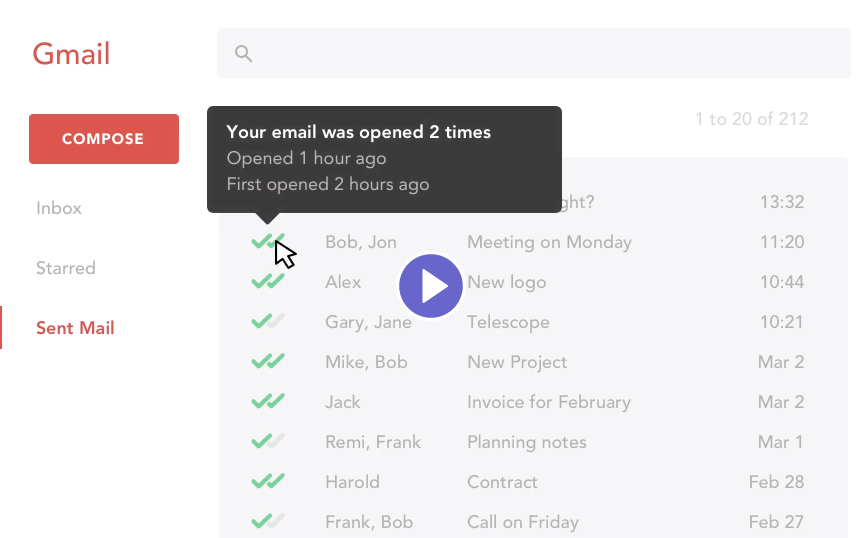 Gmail
COMPOSE
Inbox
Starred
Sent Mail
1 to 20 of 212
Your email was opened 2 times
Opened 1 hour ago
First opened 2 hours ago
13:32
Bob, Jon Meeting on Monday 11:20
Alex New logo 10:44
Gary, Jane Telescope 10:21
Mike, Bob New Project Mar 2
Jack Invoice for February Mar 2
Remi, Frank Planning notes Mar 1
Harold Contract Feb 28
Frank, Bob Call on Friday Feb 27